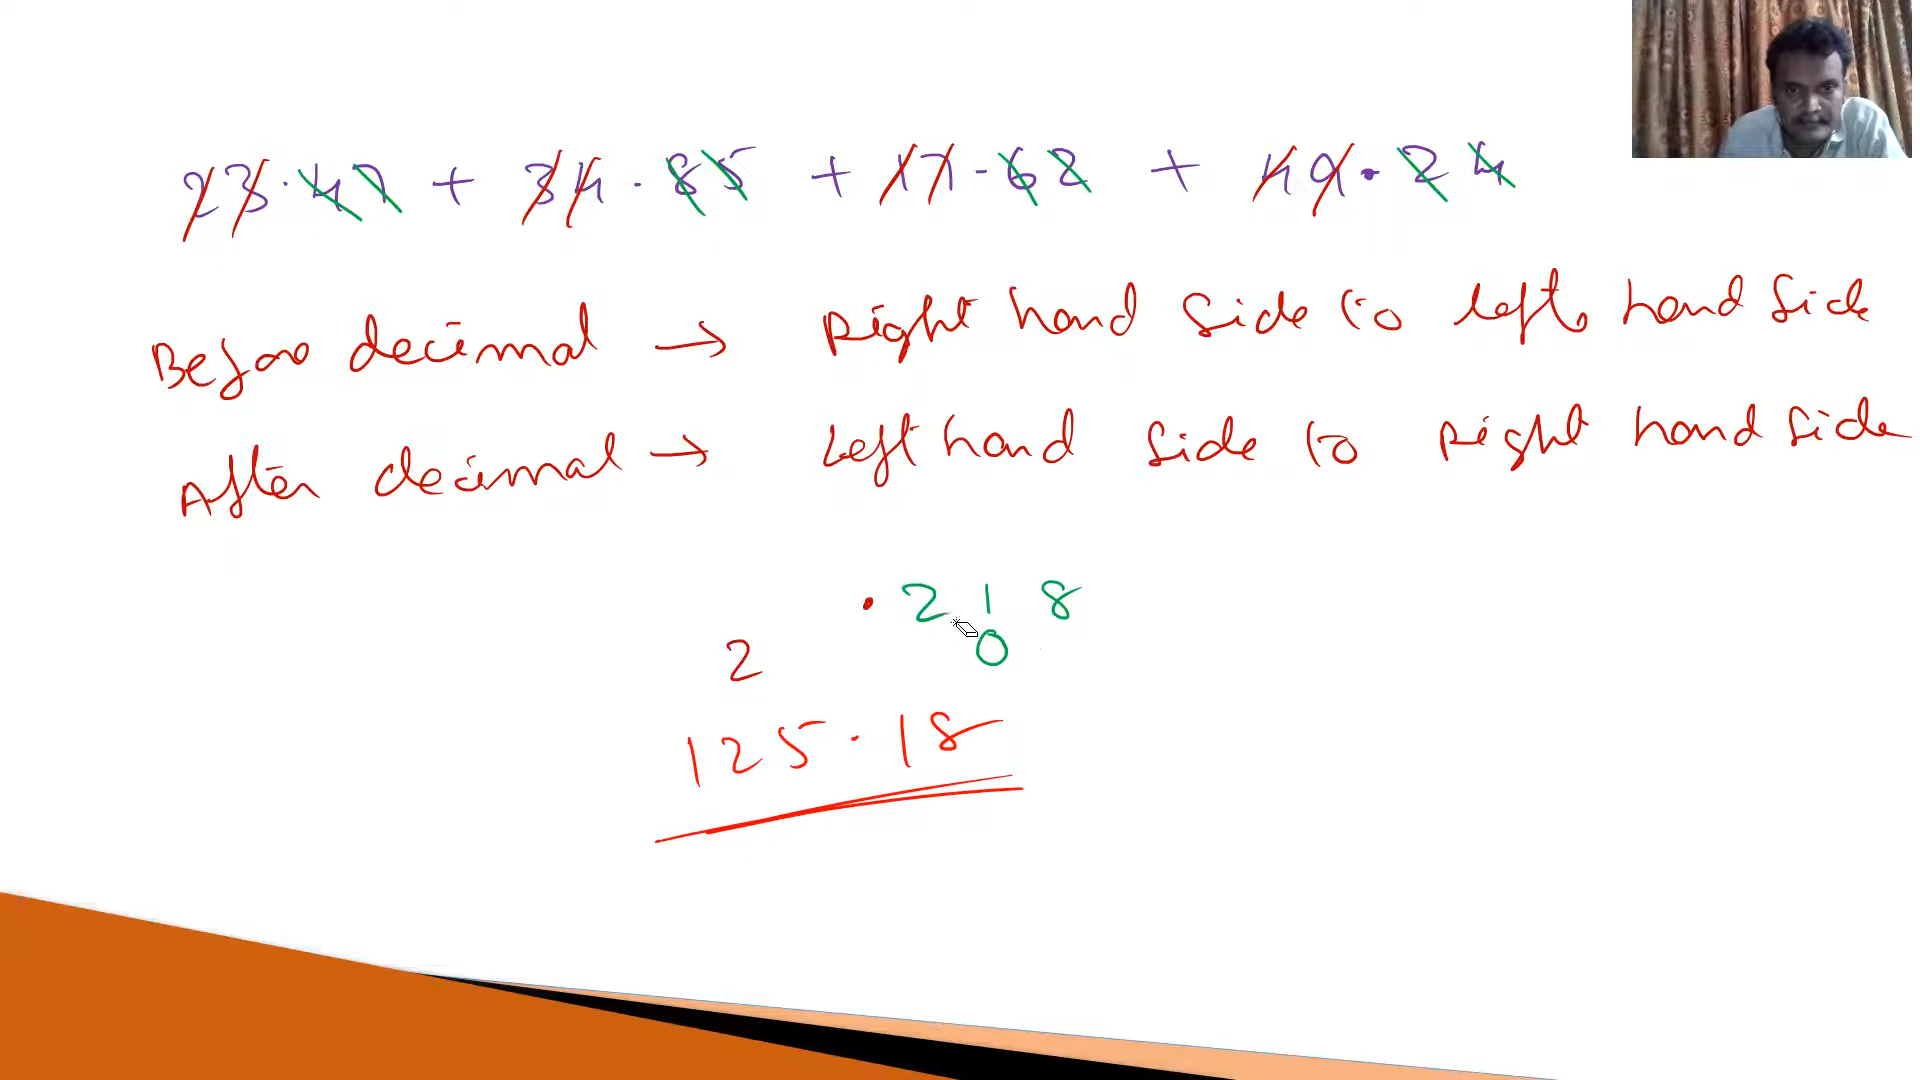 23.47 + 34.85 + 17.62 + 49.24
Before decimal → Right hand side to left hand side
After decimal → Left hand side to Right hand side
. 2 1 8
2 0
125.18